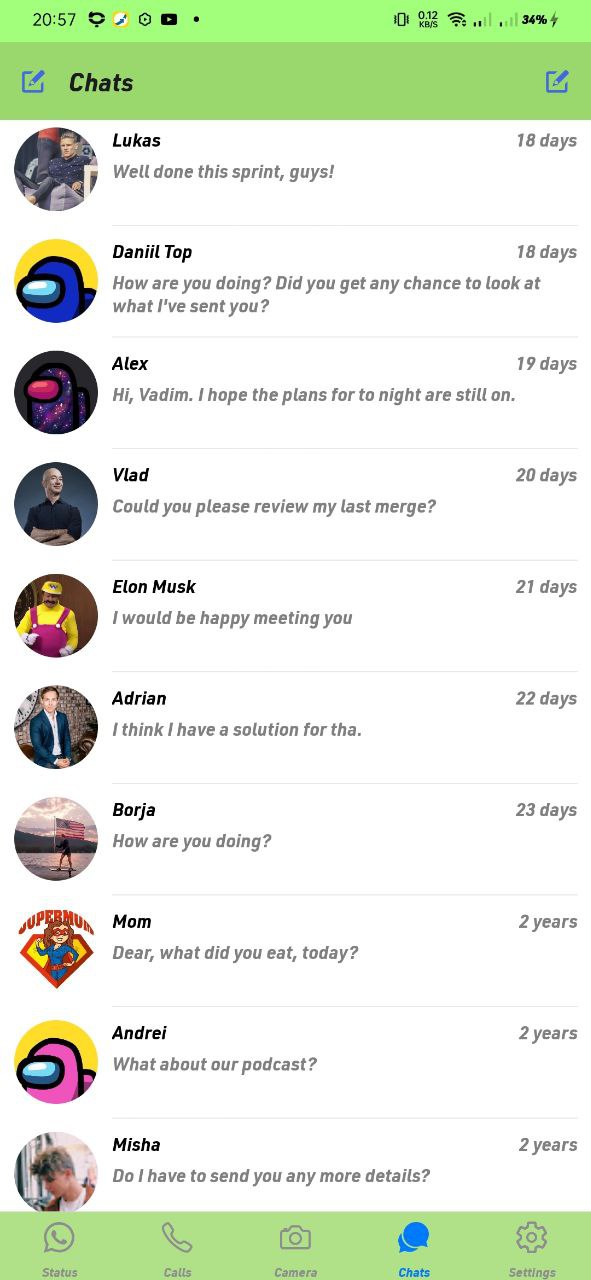 20:57 0.12 KB/S 34%
Chats
Lukas 18 days
Well done this sprint, guys!
Daniil Top 18 days
How are you doing? Did you get any chance to look at
what I've sent you?
Alex 19 days
Hi, Vadim. I hope the plans for to night are still on.
Vlad 20 days
Could you please review my last merge?
Elon Musk 21 days
I would be happy meeting you
Adrian 22 days
I think I have a solution for tha.
Borja 23 days
How are you doing?
SUPERMUM
Mom 2 years
Dear, what did you eat, today?
Andrei 2 years
What about our podcast?
Misha 2 years
Do I have to send you any more details?
Status Calls Camera Chats Settings